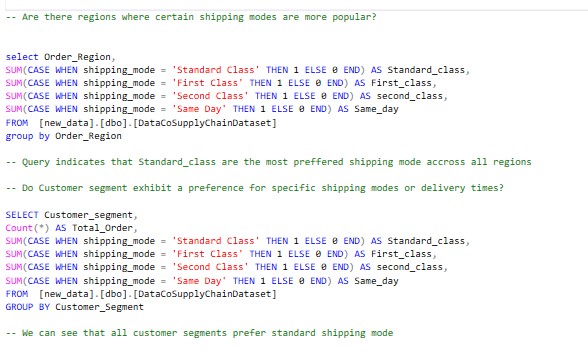 -- Are there regions where certain shipping modes are more popular?
select Order_Region,
SUM(CASE WHEN shipping_mode = 'Standard Class' THEN 1 ELSE 0 END) AS Standard_class,
SUM(CASE WHEN shipping_mode = 'First Class' THEN 1 ELSE 0 END) AS First_class,
SUM(CASE WHEN shipping_mode = 'Second Class' THEN 1 ELSE 0 END) AS second_class,
SUM(CASE WHEN shipping_mode = 'Same Day' THEN 1 ELSE 0 END) AS Same_day
FROM [new_data].[dbo].[DataCoSupplyChainDataset]
group by Order_Region
-- Query indicates that Standard_class are the most preffered shipping mode accross all regions
-- Do Customer segment exhibit a preference for specific shipping modes or delivery times?
SELECT Customer_segment,
Count(*) AS Total_Order,
SUM(CASE WHEN shipping_mode = 'Standard Class' THEN 1 ELSE 0 END) AS Standard_class,
SUM(CASE WHEN shipping_mode = 'First Class' THEN 1 ELSE 0 END) AS First_class,
SUM(CASE WHEN shipping_mode = 'Second Class' THEN 1 ELSE 0 END) AS second_class,
SUM(CASE WHEN shipping_mode = 'Same Day' THEN 1 ELSE 0 END) AS Same_day
FROM [new_data].[dbo].[DataCoSupplyChainDataset]
GROUP BY Customer_Segment
-- We can see that all customer segments prefer standard shipping mode